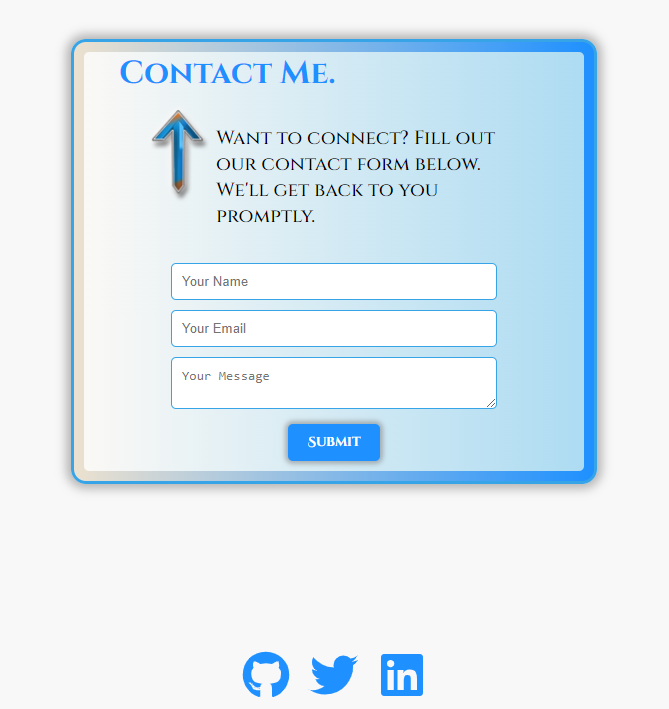 Contact Me.
Want to connect? Fill out
our contact form below.
We'll get back to you
promptly.
Your Name
Your Email
Your Message
Submit
in